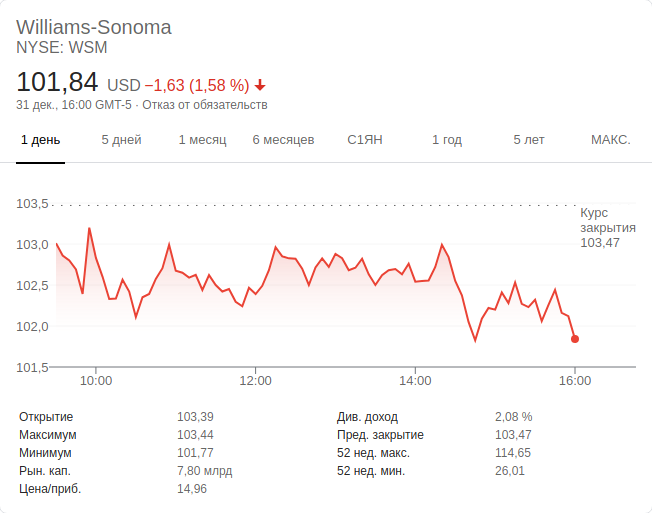 Williams-Sonoma
NYSE: WSM
101,84 USD −1,63 (1,58 %)
31 дек., 16:00 GMT-5 · Отказ от обязательств
1 день 5 дней 1 месяц 6 месяцев С1ЯН 1 год 5 лет МАКС.
103,5
Курс
закрытия
103,47
103,0
102,5
102,0
101,5
10:00 12:00 14:00 16:00
Открытие 103,39 Див. доход 2,08 %
Максимум 103,44 Пред. закрытие 103,47
Минимум 101,77 52 нед. макс. 114,65
Рын. кап. 7,80 млрд 52 нед. мин. 26,01
Цена/приб. 14,96